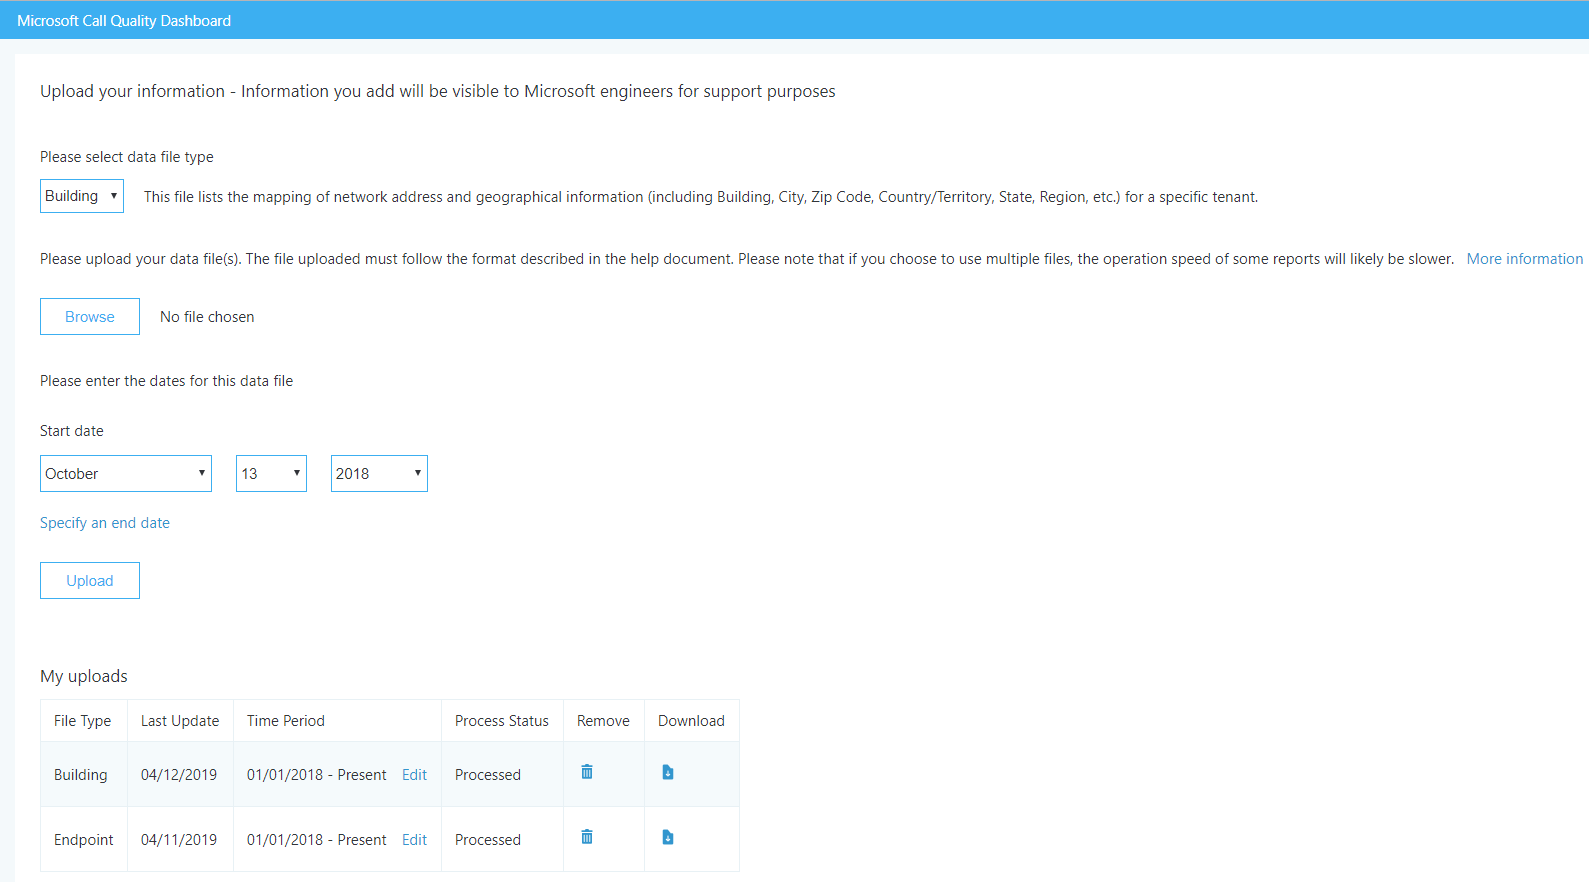 Microsoft Call Quality Dashboard
Upload your information - Information you add will be visible to Microsoft engineers for support purposes
Please select data file type
Building This file lists the mapping of network address and geographical information (including Building, City, Zip Code, Country/Territory, State, Region, etc.) for a specific tenant.
Please upload your data file(s). The file uploaded must follow the format described in the help document. Please note that if you choose to use multiple files, the operation speed of some reports will likely be slower. More information
Browse No file chosen
Please enter the dates for this data file
Start date
October 13 2018
Specify an end date
Upload
My uploads
File Type Last Update Time Period Process Status Remove Download
Building 04/12/2019 01/01/2018 - Present Edit Processed
Endpoint 04/11/2019 01/01/2018 - Present Edit Processed